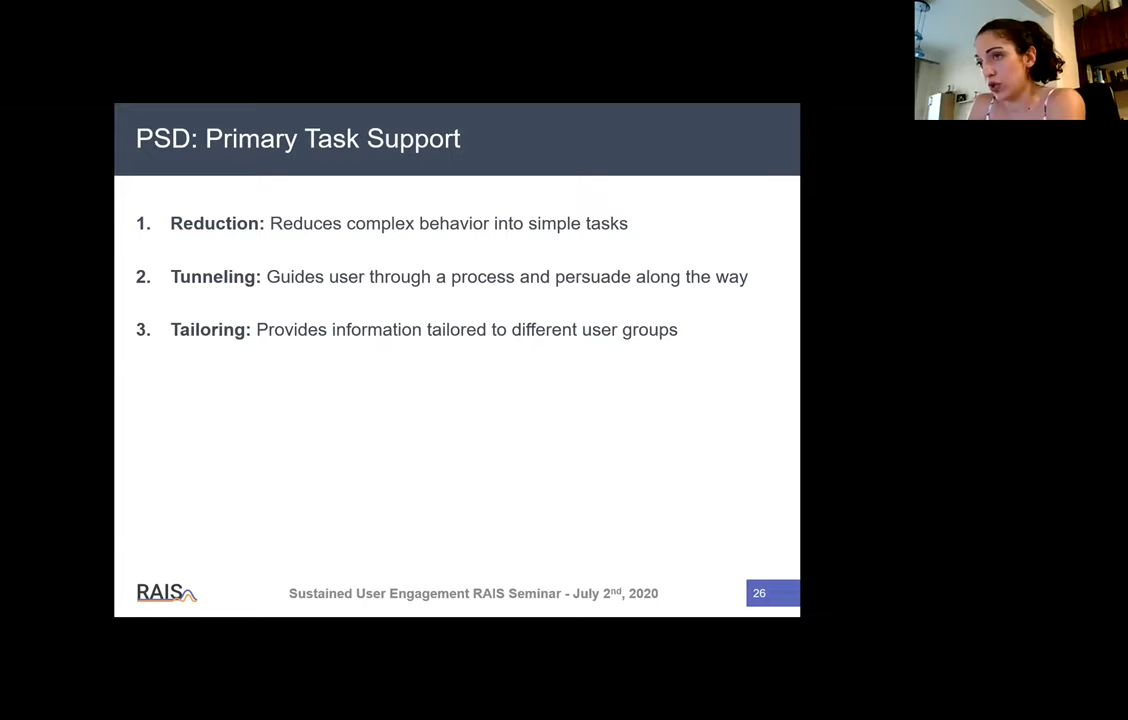 PSD: Primary Task Support
1. Reduction: Reduces complex behavior into simple tasks
2. Tunneling: Guides user through a process and persuade along the way
3. Tailoring: Provides information tailored to different user groups
RAIS
Sustained User Engagement RAIS Seminar - July 2nd, 2020
26